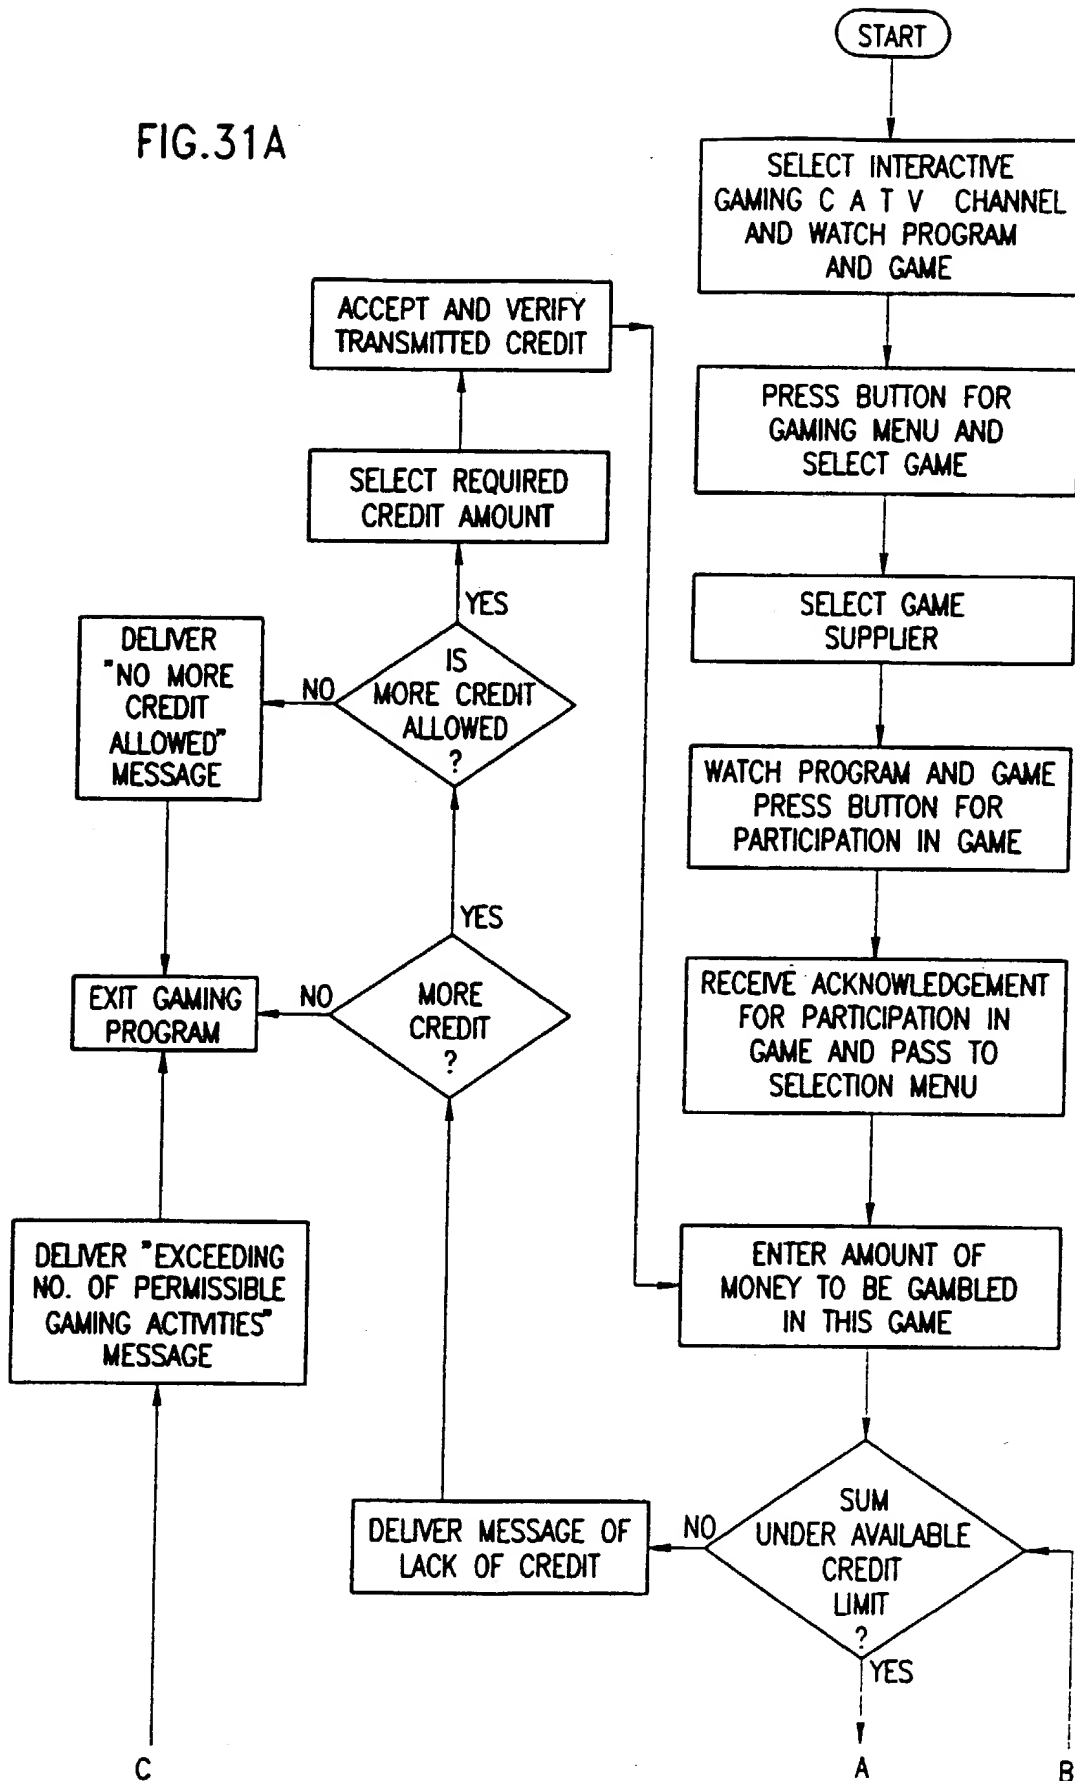 START
FIG.31A
SELECT INTERACTIVE
GAMING C A T V CHANNEL
AND WATCH PROGRAM
AND GAME
ACCEPT AND VERIFY
TRANSMITTED CREDIT
PRESS BUTTON FOR
GAMING MENU AND
SELECT GAME
SELECT REQUIRED
CREDIT AMOUNT
YES
SELECT GAME
SUPPLIER
DELIVER
"NO MORE
CREDIT
ALLOWED"
MESSAGE
NO
IS
MORE CREDIT
ALLOWED
?
WATCH PROGRAM AND GAME
PRESS BUTTON FOR
PARTICIPATION IN GAME
YES
EXIT GAMING
PROGRAM
NO
MORE
CREDIT
?
RECEIVE ACKNOWLEDGEMENT
FOR PARTICIPATION IN
GAME AND PASS TO
SELECTION MENU
DELIVER "EXCEEDING
NO. OF PERMISSIBLE
GAMING ACTIVITIES"
MESSAGE
ENTER AMOUNT OF
MONEY TO BE GAMBLED
IN THIS GAME
DELIVER MESSAGE OF
LACK OF CREDIT
NO
SUM
UNDER AVAILABLE
CREDIT
LIMIT
?
YES
C
A
B